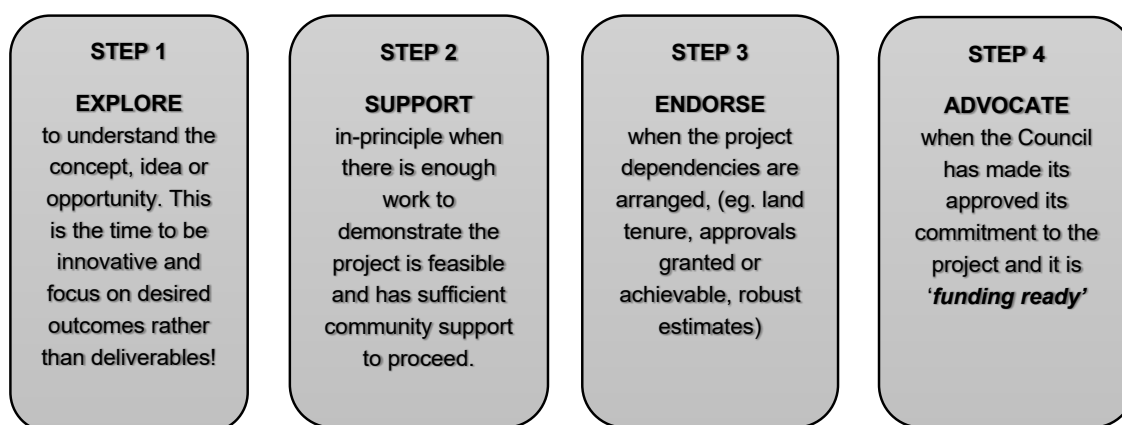 STEP 1
EXPLORE
to understand the
concept, idea or
opportunity. This
is the time to be
innovative and
focus on desired
outcomes rather
than deliverables!
STEP 2
SUPPORT
in-principle when
there is enough
work to
demonstrate the
project is feasible
and has sufficient
community support
to proceed.
STEP 3
ENDORSE
when the project
dependencies are
arranged, (eg. land
tenure, approvals
granted or
achievable, robust
estimates)
STEP 4
ADVOCATE
when the Council
has made its
approved its
commitment to the
project and it is
‘funding ready’